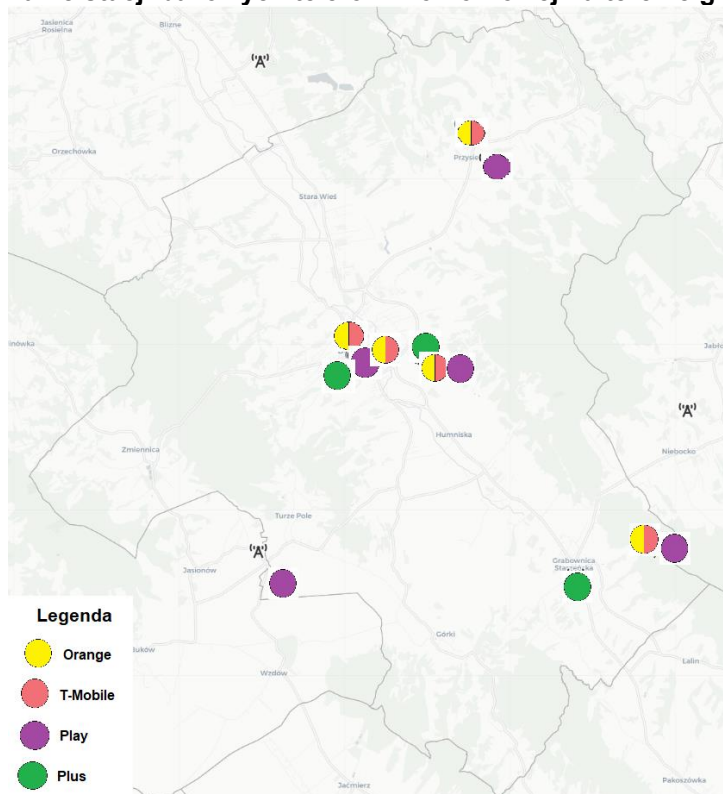 Jasienica
Rosielna
Blizne
Orzechówka
Stara Wieś
Humniska
Zmiennica
Niebocko
Turze Pole
Jasionów
Grabownica
Starzeńska
Górki
Wzdów
Lalin
Jaćmierz
Pakoszówka
Legenda
Orange
T-Mobile
Play
Plus